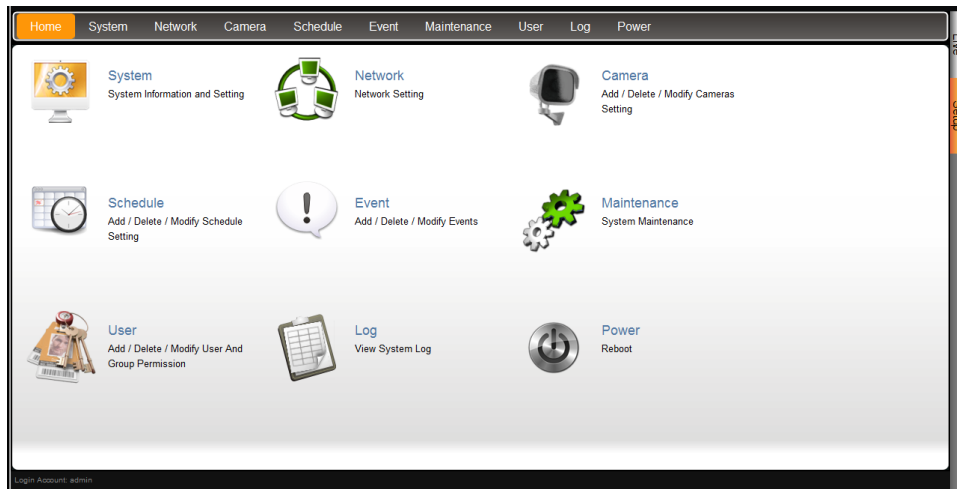 Home System Network Camera Schedule Event Maintenance User Log Power
Live
Setup
System
System Information and Setting
Network
Network Setting
Camera
Add / Delete / Modify Cameras
Setting
Schedule
Add / Delete / Modify Schedule
Setting
Event
Add / Delete / Modify Events
Maintenance
System Maintenance
User
Add / Delete / Modify User And
Group Permission
Log
View System Log
Power
Reboot
Login Account: admin